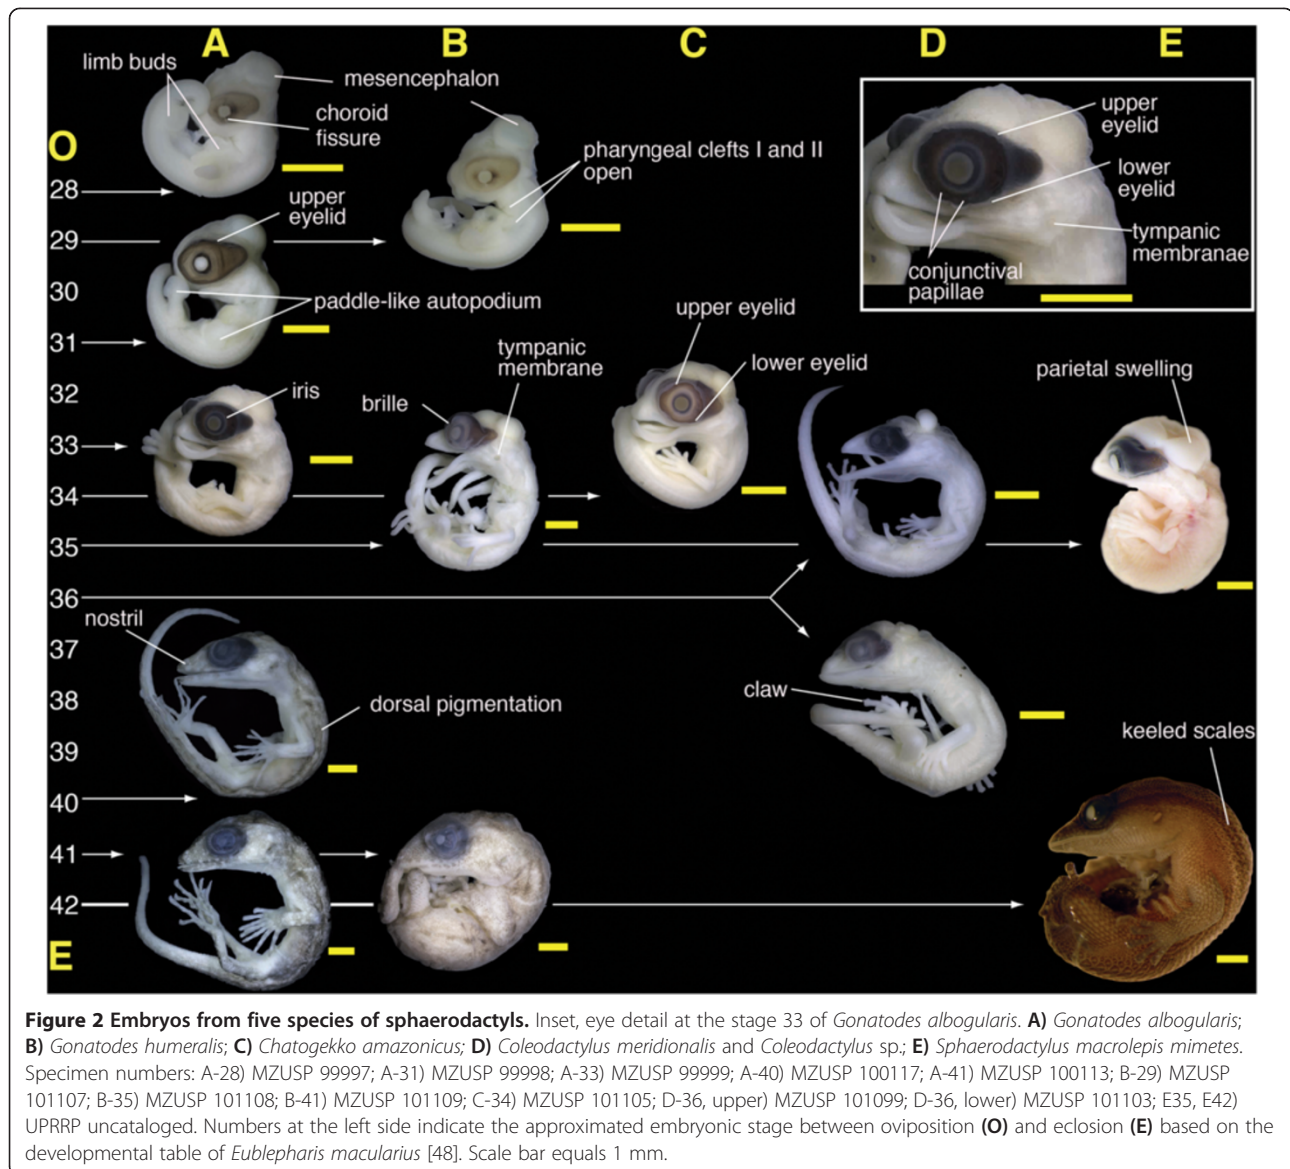 A
B
C
D
E
limb buds
mesencephalon
choroid
fissure
O
28
pharyngeal clefts I and II
open
upper
eyelid
lower
eyelid
tympanic
membranae
conjunctival
papillae
upper
eyelid
29
30
paddle-like autopodium
31
tympanic
membrane
upper eyelid
lower eyelid
parietal swelling
32
iris
brille
33
34
35
36
nostril
37
claw
38
dorsal pigmentation
39
keeled scales
40
41
42
E
Figure 2 Embryos from five species of sphaerodactyls. Inset, eye detail at the stage 33 of Gonatodes albogularis. A) Gonatodes albogularis;
B) Gonatodes humeralis; C) Chatogekko amazonicus; D) Coleodactylus meridionalis and Coleodactylus sp.; E) Sphaerodactylus macrolepis mimetes.
Specimen numbers: A-28) MZUSP 99997; A-31) MZUSP 99998; A-33) MZUSP 99999; A-40) MZUSP 100117; A-41) MZUSP 100113; B-29) MZUSP
101107; B-35) MZUSP 101108; B-41) MZUSP 101109; C-34) MZUSP 101105; D-36, upper) MZUSP 101099; D-36, lower) MZUSP 101103; E35, E42)
UPRRP uncataloged. Numbers at the left side indicate the approximated embryonic stage between oviposition (O) and eclosion (E) based on the
developmental table of Eublepharis macularius [48]. Scale bar equals 1 mm.